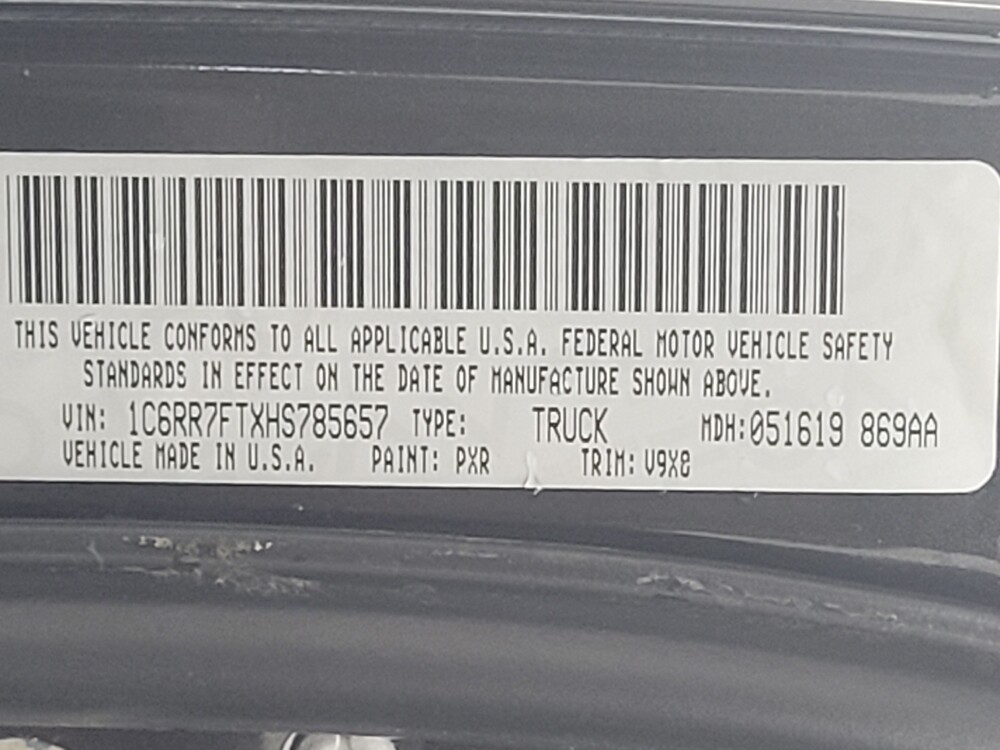 THIS VEHICLE CONFORMS TO ALL APPLICABLE U.S.A. FEDERAL MOTOR VEHICLE SAFETY
STANDARDS IN EFFECT ON THE DATE OF MANUFACTURE SHOWN ABOVE.
VIN: 1C6RR7FTXHS785657 TYPE: TRUCK MDH:051619 869AA
VEHICLE MADE IN U.S.A. PAINT: PXR TRIM: V9X8